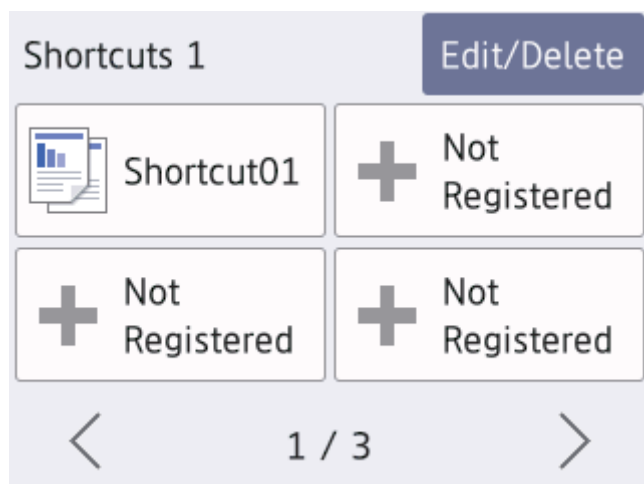 Shortcuts 1
Edit/Delete
Shortcut01
Not
Registered
Not
Registered
Not
Registered
1 / 3